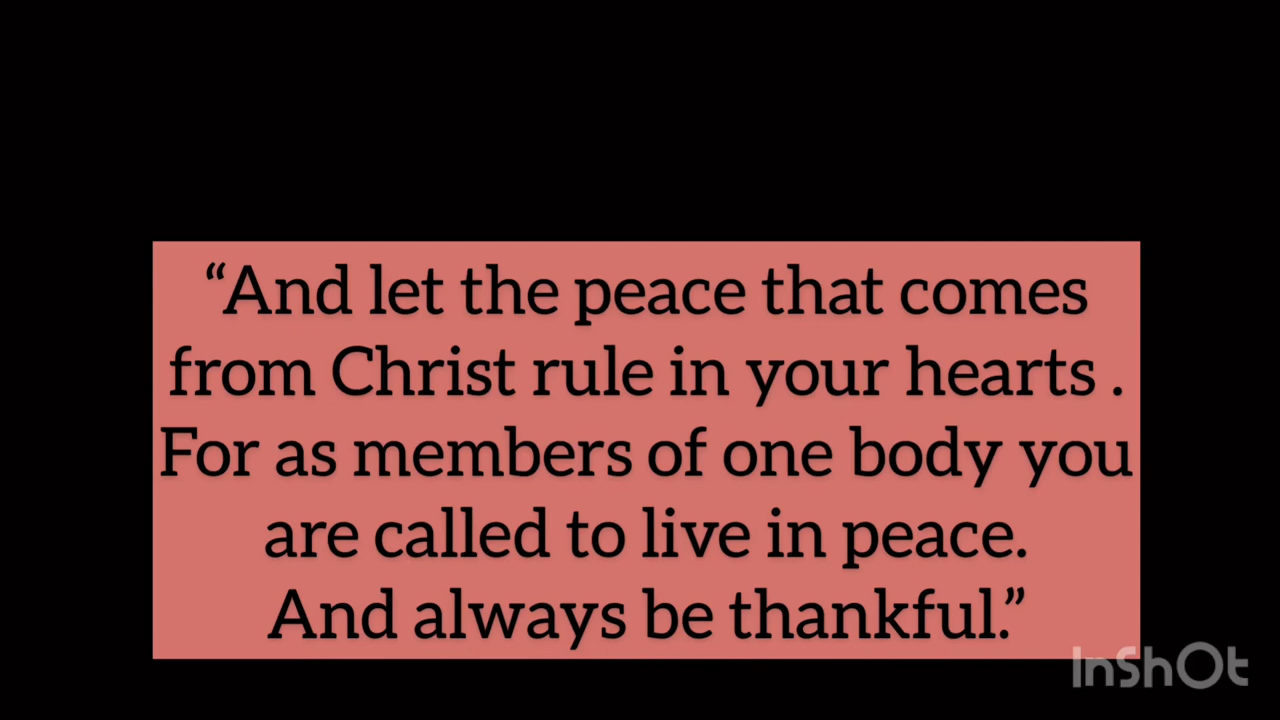 “And let the peace that comes
from Christ rule in your hearts .
For as members of one body you
are called to live in peace.
And always be thankful.”
InShOt